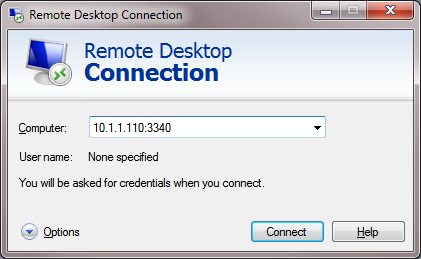 Remote Desktop Connection
Remote Desktop
Connection
Computer: 10.1.1.110:3340
User name: None specified
You will be asked for credentials when you connect.
Options Connect Help